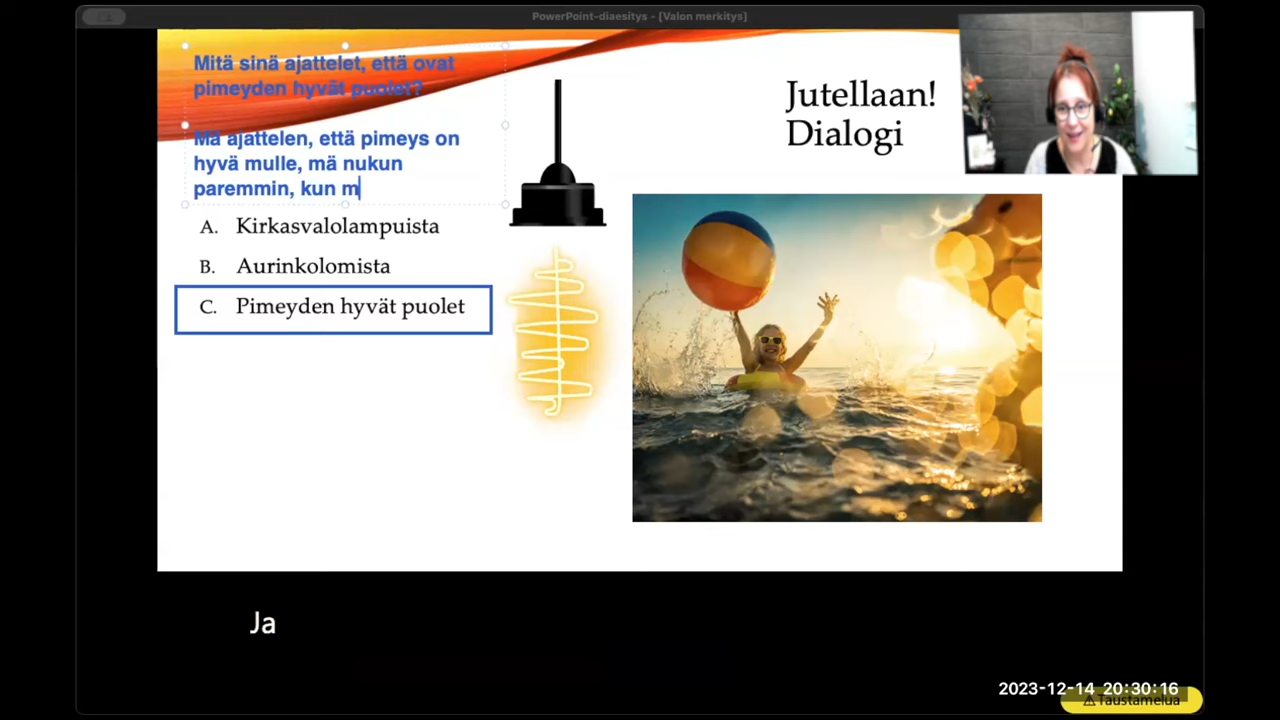 PowerPoint-diaesitys - [Valon merkitys]
Mitä sinä ajattelet, että ovat
pimeyden hyvät puolet?
Mä ajattelen, että pimeys on
hyvä mulle, mä nukun
paremmin, kun m
Jutellaan!
Dialogi
A. Kirkasvalolampuista
B. Aurinkolomista
C. Pimeyden hyvät puolet
Ja
2023-12-14 20:30:16
Taustamelua